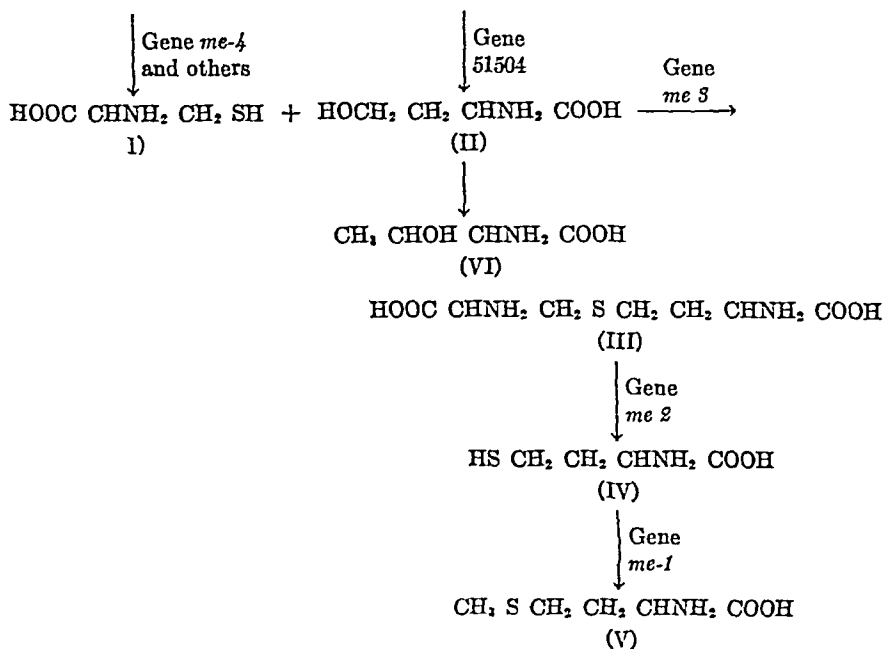 Gene me-4
and others
Gene
51504
Gene
me 3
HOOC CHNH₂ CH₂ SH + HOCH₂ CH₂ CHNH₂ COOH
I)
(II)
CH₃ CHOH CHNH₂ COOH
(VI)
HOOC CHNH₂ CH₂ S CH₂ CH₂ CHNH₂ COOH
(III)
Gene
me 2
HS CH₂ CH₂ CHNH₂ COOH
(IV)
Gene
me-1
CH₃ S CH₂ CH₂ CHNH₂ COOH
(V)